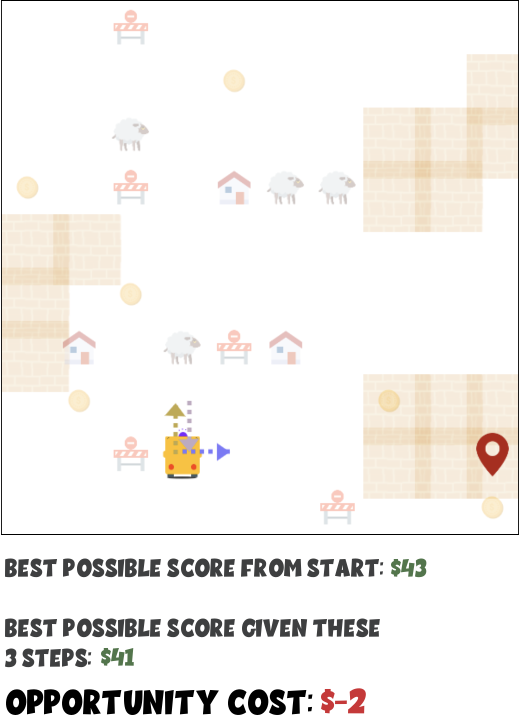 BEST POSSIBLE SCORE FROM START: $43
BEST POSSIBLE SCORE GIVEN THESE
3 STEPS: $41
OPPORTUNITY COST: $-2